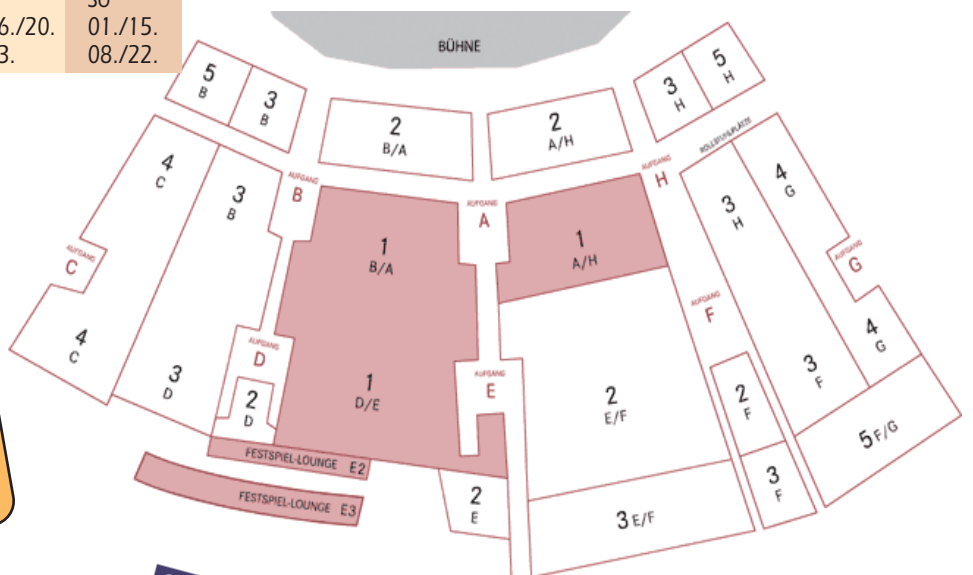 SO
6./20. 01./15.
3. 08./22.
BÜHNE
5
B
3
B
2
B/A
2
A/H
3
H
5
H
ROLLSTUHLPLÄTZE
4
C
3
B
AUFGANG
B
AUFGANG
A
AUFGANG
H
3
H
4
G
1
B/A
1
A/H
AUFGANG
C
AUFGANG
G
AUFGANG
F
4
C
3
D
AUFGANG
D
2
D
1
D/E
AUFGANG
E
2
E/F
2
F
3
F
4
G
5 F/G
FESTSPIEL-LOUNGE E2
FESTSPIEL-LOUNGE E3
2
E
3 E/F
3
F